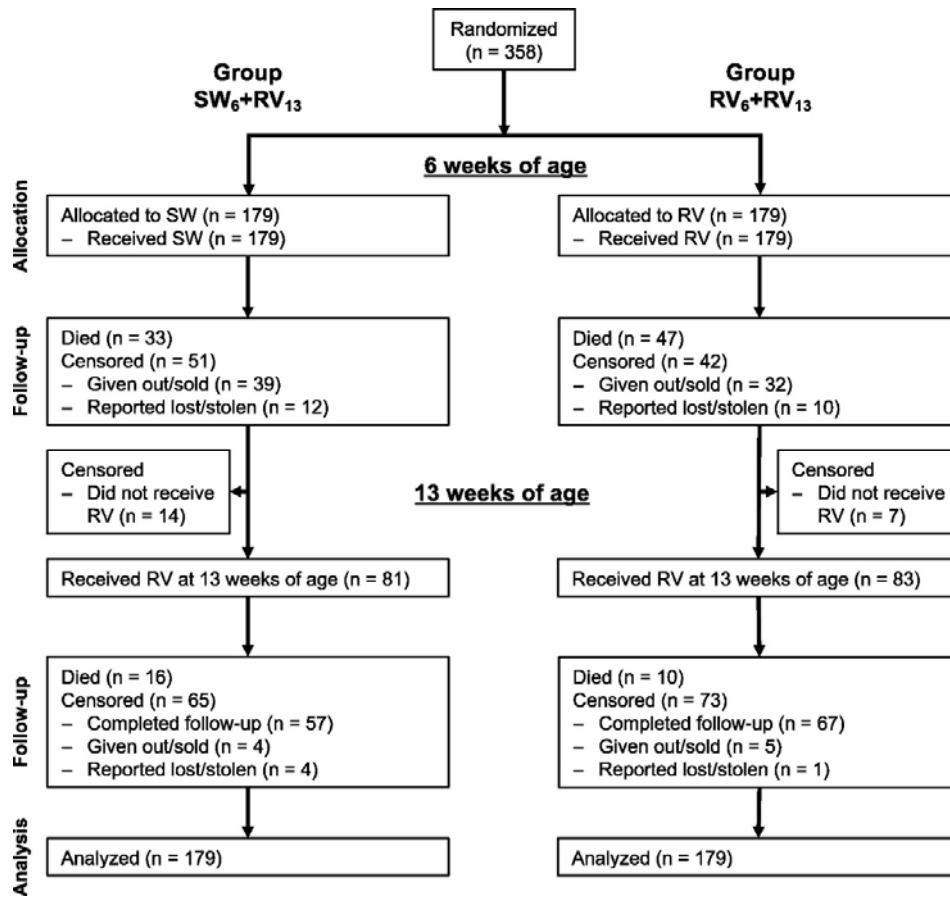 Randomized
(n = 358)
Group
SW₆+RV₁₃
Group
RV₆+RV₁₃
6 weeks of age
Allocation
Allocated to SW (n = 179)
– Received SW (n = 179)
Allocated to RV (n = 179)
– Received RV (n = 179)
Follow-up
Died (n = 33)
Censored (n = 51)
– Given out/sold (n = 39)
– Reported lost/stolen (n = 12)
Died (n = 47)
Censored (n = 42)
– Given out/sold (n = 32)
– Reported lost/stolen (n = 10)
Censored
– Did not receive
RV (n = 14)
13 weeks of age
Censored
– Did not receive
RV (n = 7)
Received RV at 13 weeks of age (n = 81)
Received RV at 13 weeks of age (n = 83)
Follow-up
Died (n = 16)
Censored (n = 65)
– Completed follow-up (n = 57)
– Given out/sold (n = 4)
– Reported lost/stolen (n = 4)
Died (n = 10)
Censored (n = 73)
– Completed follow-up (n = 67)
– Given out/sold (n = 5)
– Reported lost/stolen (n = 1)
Analysis
Analyzed (n = 179)
Analyzed (n = 179)